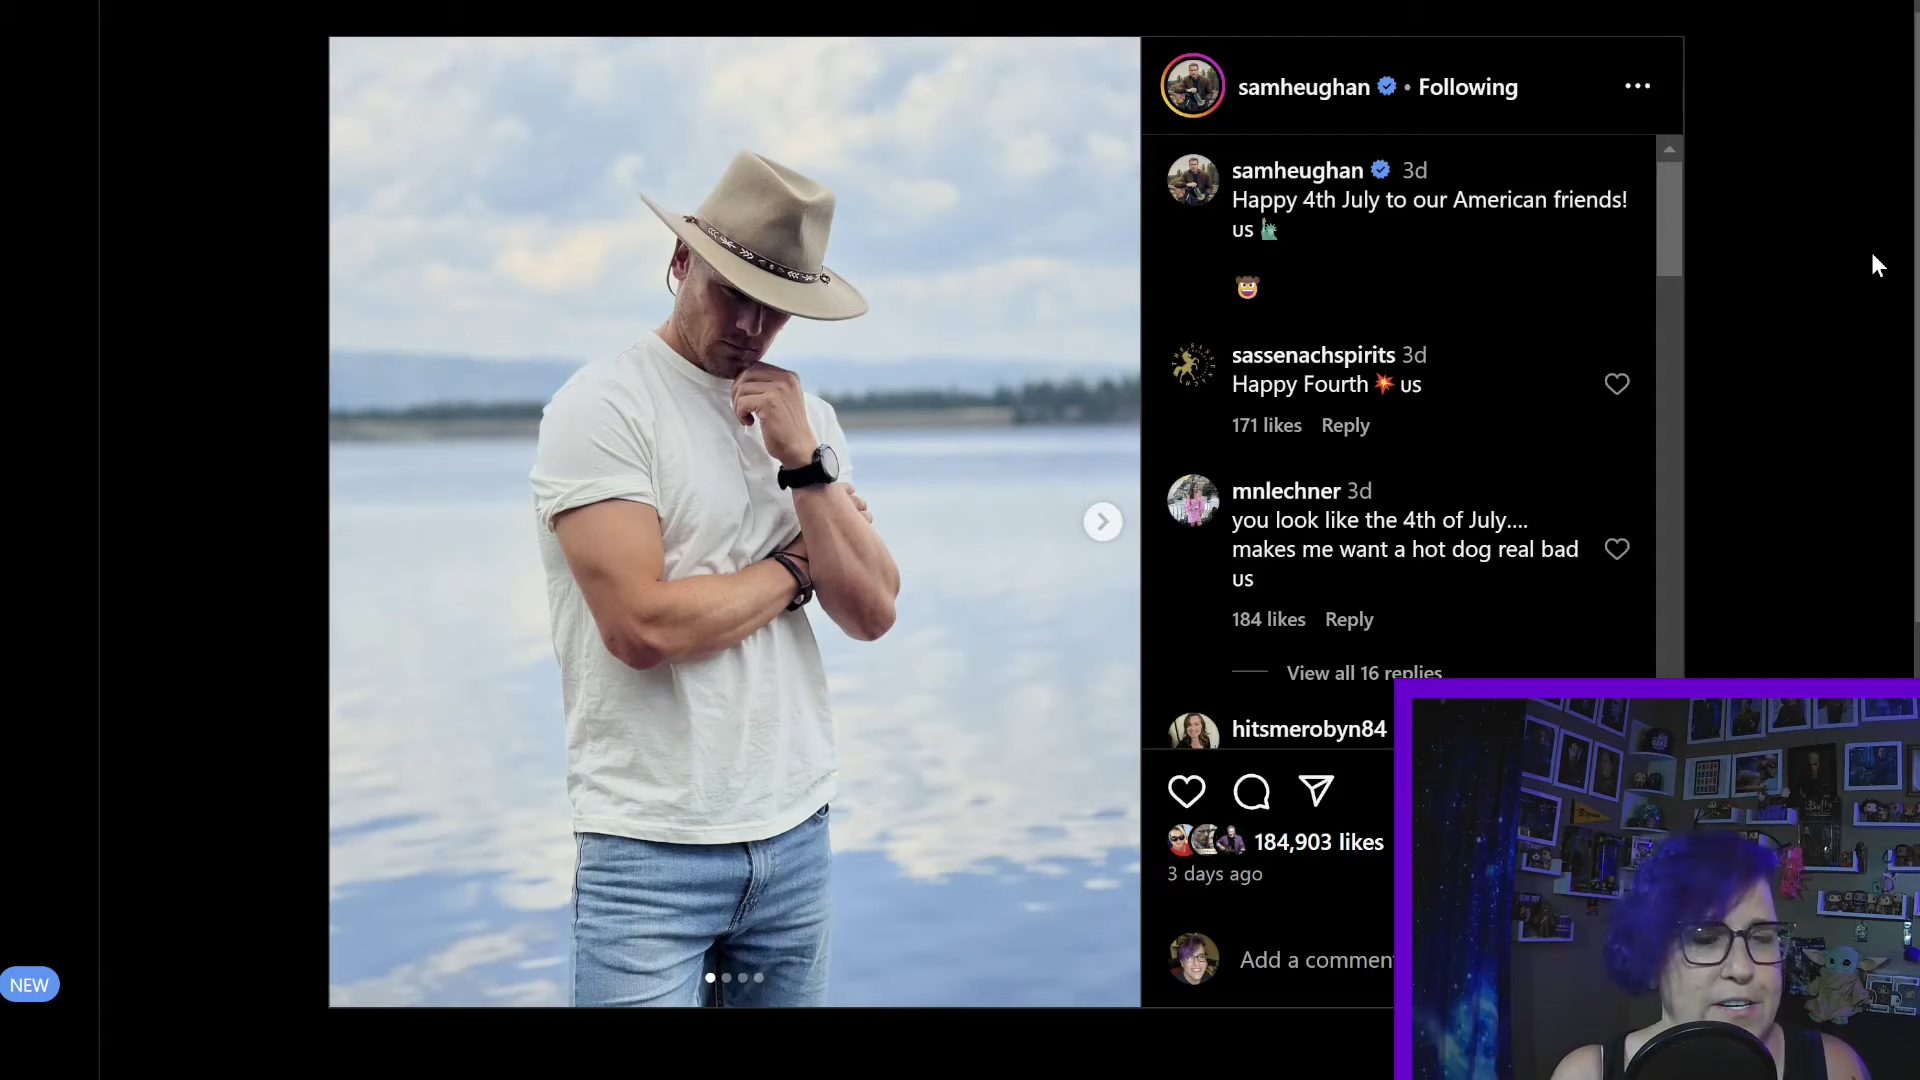 samheughan • Following
samheughan 3d
Happy 4th July to our American friends!
us
sassenachspirits 3d
Happy Fourth us
171 likes Reply
mnlechner 3d
you look like the 4th of July....
makes me want a hot dog real bad
us
184 likes Reply
View all 16 replies
hitsmerobyn84
184,903 likes
3 days ago
Add a commen
NEW